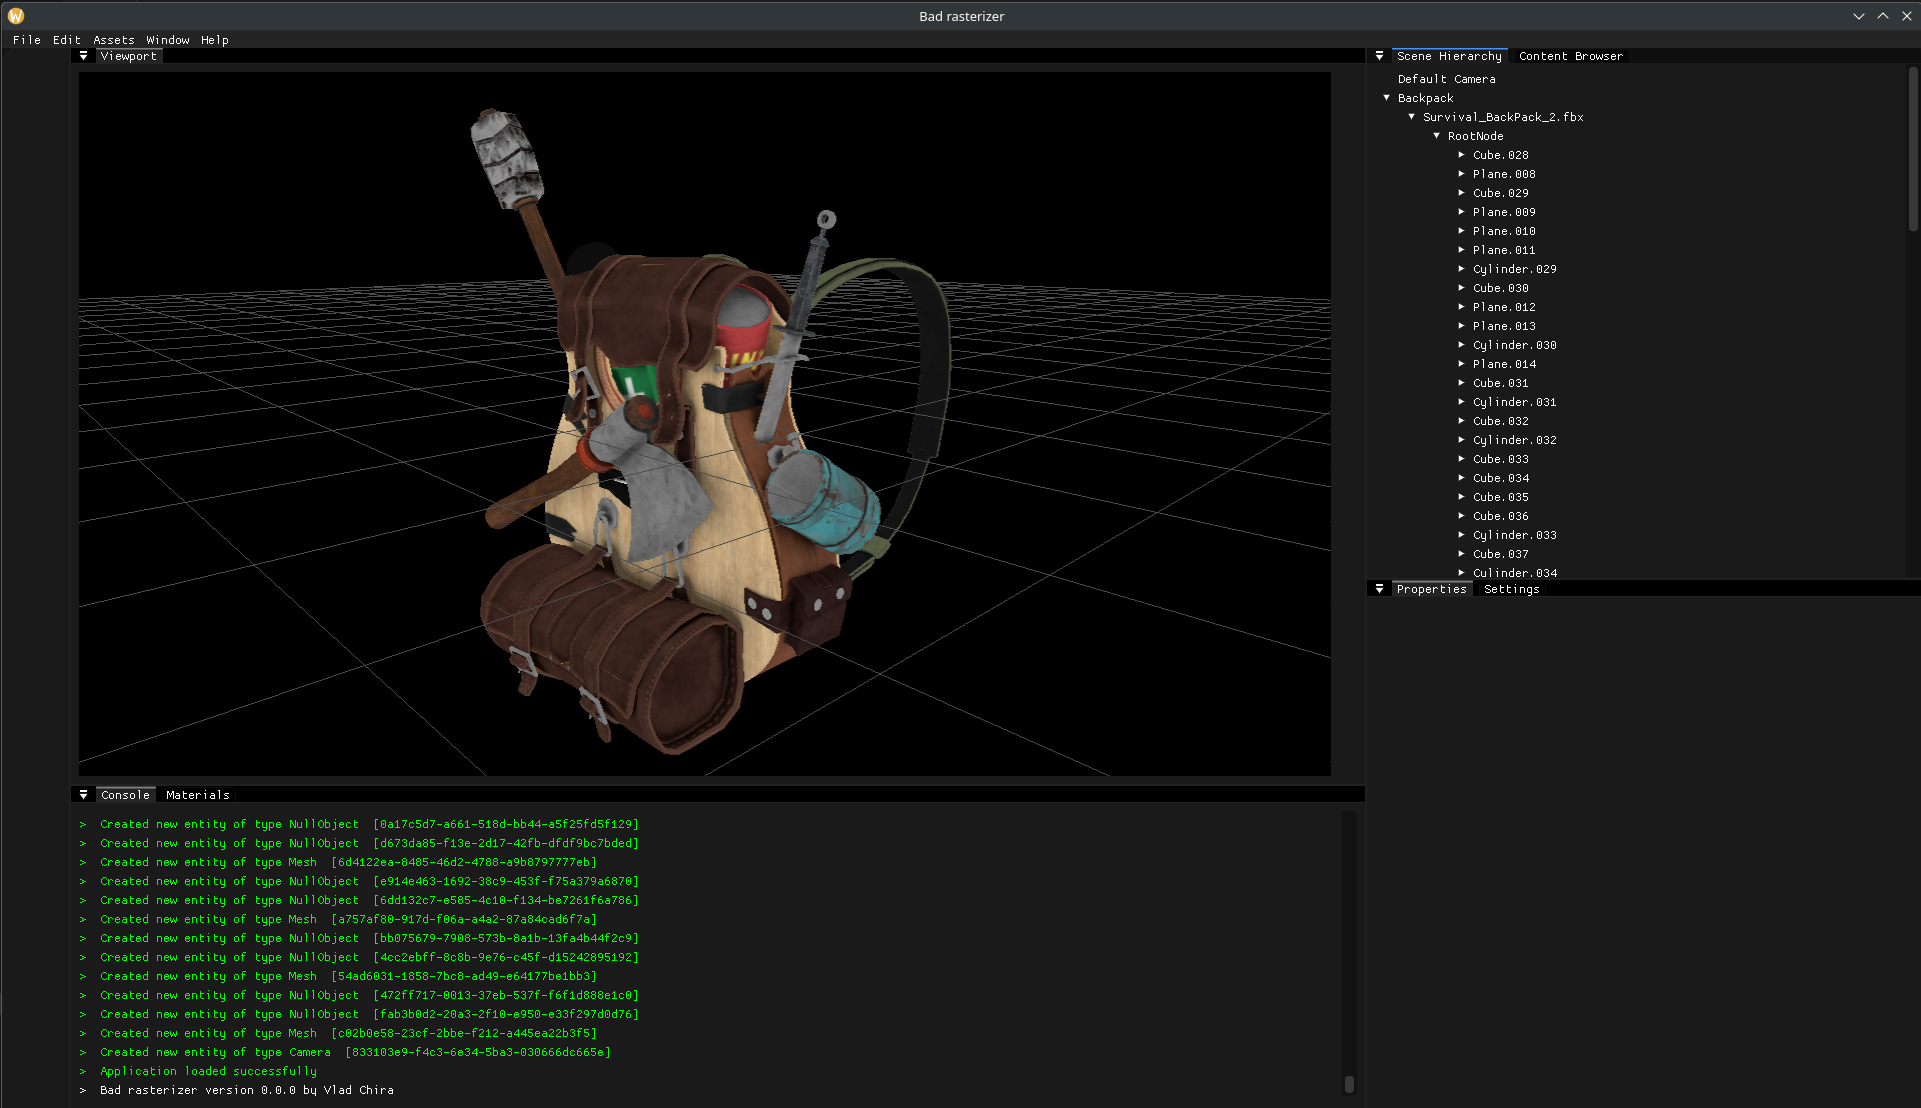 Bad rasterizer
File Edit Assets Window Help
Viewport
Console Materials
> Created new entity of type NullObject [0a17c5d7-a661-518d-bb44-a5f25fd5f129]
> Created new entity of type NullObject [d673da85-f13e-2d17-42fb-dfdf9bc7bded]
> Created new entity of type Mesh [6d4122ea-8485-46d2-4788-a9b8797777eb]
> Created new entity of type NullObject [e914e463-1692-38c9-453f-f75a379a6870]
> Created new entity of type NullObject [6dd132c7-e585-4c10-f134-be7261f6a786]
> Created new entity of type Mesh [a757af80-917d-f06a-a4a2-87a84cad6f7a]
> Created new entity of type NullObject [bb075679-7908-573b-8a1b-13fa4b44f2c9]
> Created new entity of type NullObject [4cc2ebff-8c8b-9e76-c45f-d15242895192]
> Created new entity of type Mesh [54ad6031-1858-7bc8-ad49-e64177be1bb3]
> Created new entity of type NullObject [472ff717-0013-37eb-537f-f6f1d888e1c0]
> Created new entity of type NullObject [fab3b0d2-20a3-2f10-e950-e33f297d0d76]
> Created new entity of type Mesh [c02b0e58-23cf-2bbe-f212-a445ea22b3f5]
> Created new entity of type Camera [833103e9-f4c3-6e34-5ba3-030666dc665e]
> Application loaded successfully
> Bad rasterizer version 0.0.0 by Vlad Chira
Scene Hierarchy Content Browser
Default Camera
Backpack
Survival_BackPack_2.fbx
RootNode
Cube.028
Plane.008
Cube.029
Plane.009
Plane.010
Plane.011
Cylinder.029
Cube.030
Plane.012
Plane.013
Cylinder.030
Plane.014
Cube.031
Cylinder.031
Cube.032
Cylinder.032
Cube.033
Cube.034
Cube.035
Cube.036
Cylinder.033
Cube.037
Cylinder.034
Properties Settings